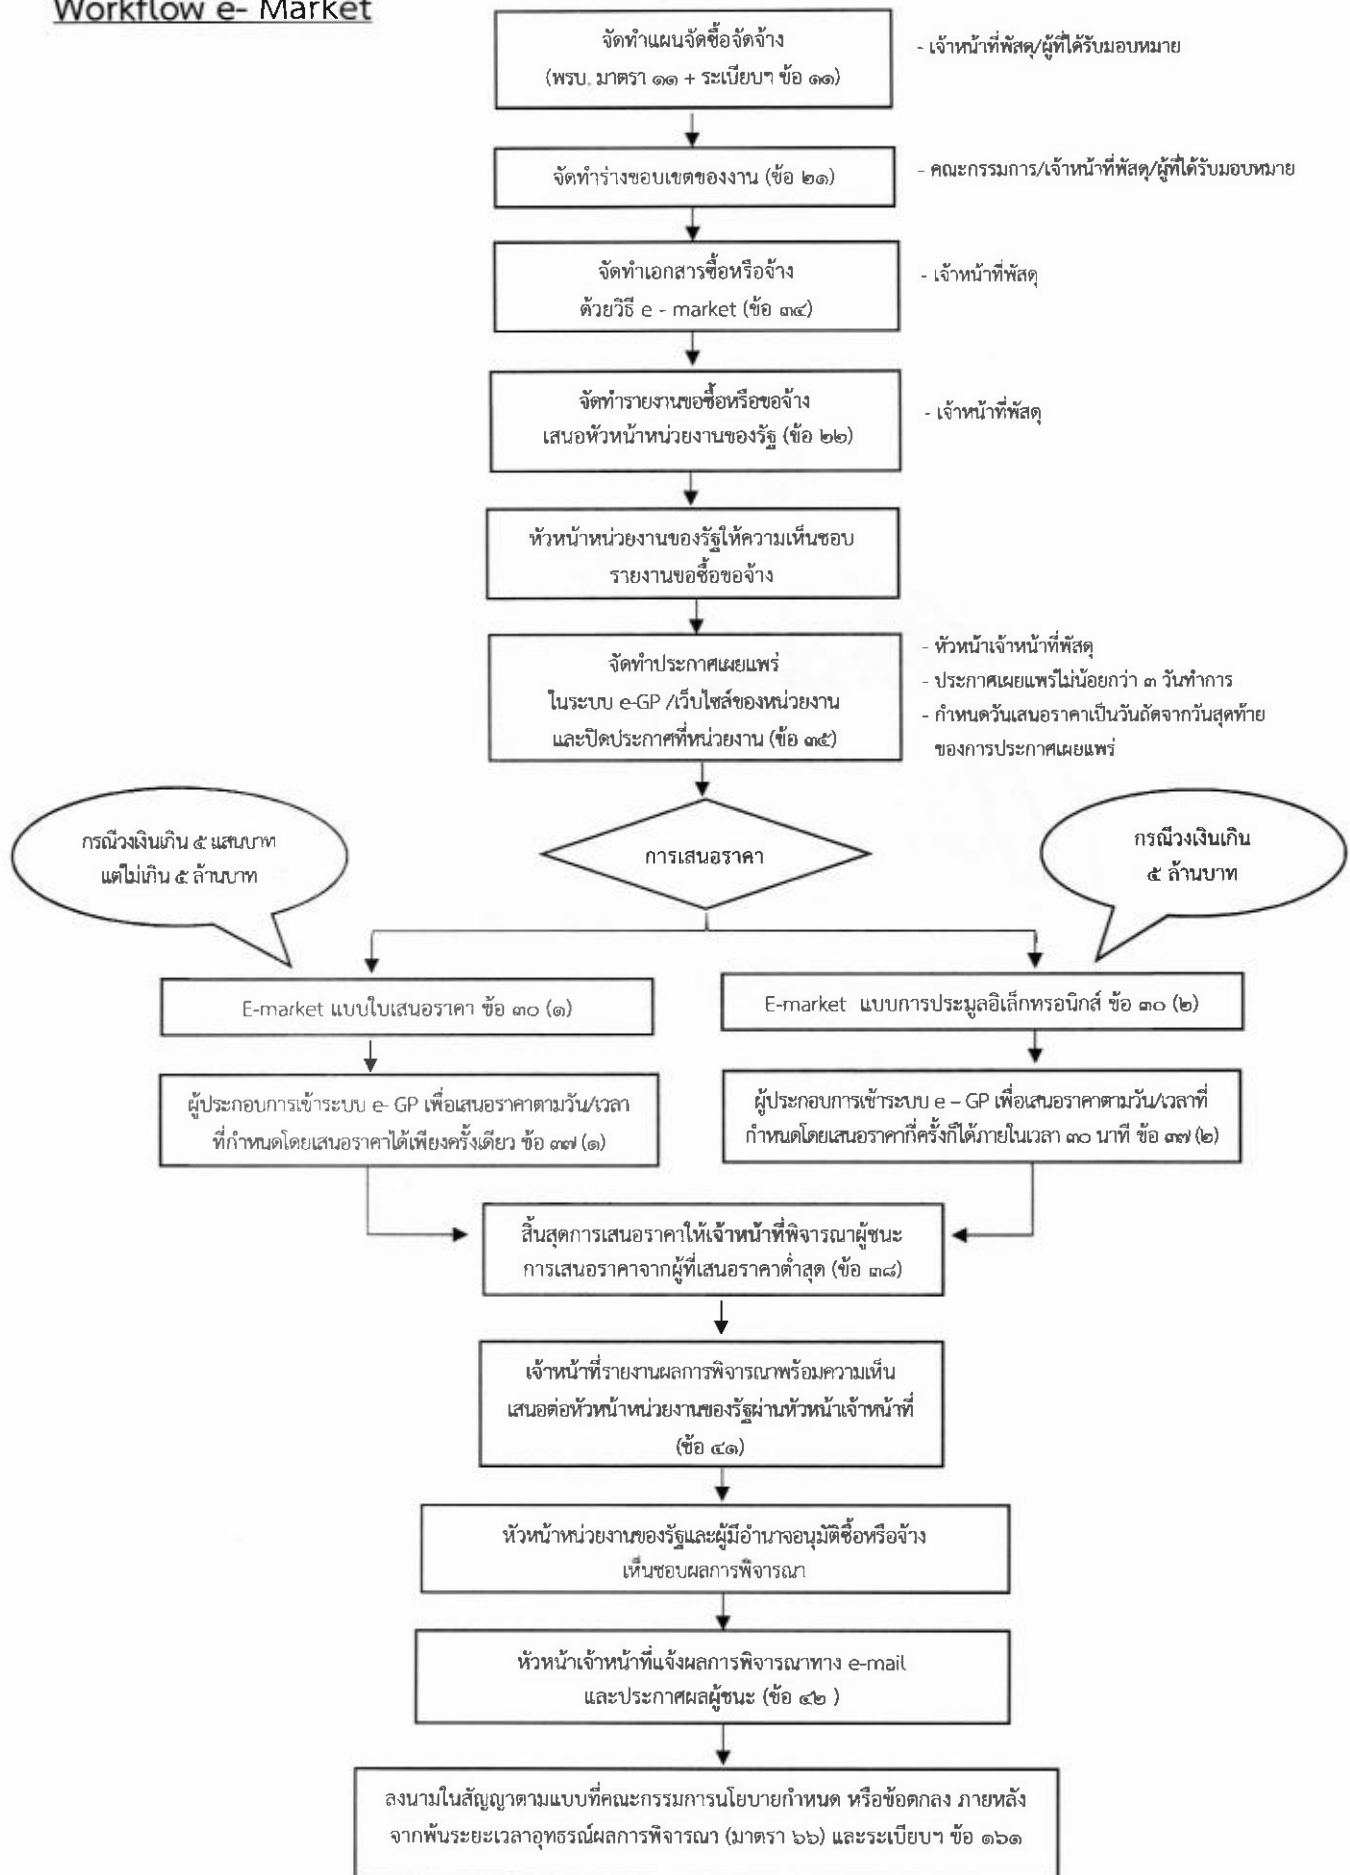 Workflow e- Market
จัดทำแผนจัดซื้อจัดจ้าง
(พรบ. มาตรา ๑๑ + ระเบียบฯ ข้อ ๑๑)
- เจ้าหน้าที่พัสดุ/ผู้ที่ได้รับมอบหมาย
จัดทำร่างขอบเขตของงาน (ข้อ ๒๑)
- คณะกรรมการ/เจ้าหน้าที่พัสดุ/ผู้ที่ได้รับมอบหมาย
จัดทำเอกสารซื้อหรือจ้าง
ด้วยวิธี e - market (ข้อ ๓๔)
- เจ้าหน้าที่พัสดุ
จัดทำรายงานขอซื้อหรือขอจ้าง
เสนอหัวหน้าหน่วยงานของรัฐ (ข้อ ๒๒)
- เจ้าหน้าที่พัสดุ
หัวหน้าหน่วยงานของรัฐให้ความเห็นชอบ
รายงานขอซื้อขอจ้าง
จัดทำประกาศเผยแพร่
ในระบบ e-GP /เว็บไซส์ของหน่วยงาน
และปิดประกาศที่หน่วยงาน (ข้อ ๓๕)
- หัวหน้าเจ้าหน้าที่พัสดุ
- ประกาศเผยแพร่ไม่น้อยกว่า ๓ วันทำการ
- กำหนดวันเสนอราคาเป็นวันถัดจากวันสุดท้าย
ของการประกาศเผยแพร่
กรณีวงเงินเกิน ๕ แสนบาท
แต่ไม่เกิน ๕ ล้านบาท
การเสนอราคา
กรณีวงเงินเกิน
๕ ล้านบาท
E-market แบบใบเสนอราคา ข้อ ๓๐ (๑)
E-market แบบการประมูลอิเล็กทรอนิกส์ ข้อ ๓๐ (๒)
ผู้ประกอบการเข้าระบบ e- GP เพื่อเสนอราคาตามวัน/เวลา
ที่กำหนดโดยเสนอราคาได้เพียงครั้งเดียว ข้อ ๓๗ (๑)
ผู้ประกอบการเข้าระบบ e – GP เพื่อเสนอราคาตามวัน/เวลาที่
กำหนดโดยเสนอราคากี่ครั้งก็ได้ภายในเวลา ๓๐ นาที ข้อ ๓๗ (๒)
สิ้นสุดการเสนอราคาให้เจ้าหน้าที่พิจารณาผู้ชนะ
การเสนอราคาจากผู้ที่เสนอราคาต่ำสุด (ข้อ ๓๘)
เจ้าหน้าที่รายงานผลการพิจารณาพร้อมความเห็น
เสนอต่อหัวหน้าหน่วยงานของรัฐผ่านหัวหน้าเจ้าหน้าที่
(ข้อ ๔๑)
หัวหน้าหน่วยงานของรัฐและผู้มีอำนาจอนุมัติซื้อหรือจ้าง
เห็นชอบผลการพิจารณา
หัวหน้าเจ้าหน้าที่แจ้งผลการพิจารณาทาง e-mail
และประกาศผลผู้ชนะ (ข้อ ๔๒ )
ลงนามในสัญญาตามแบบที่คณะกรรมการนโยบายกำหนด หรือข้อตกลง ภายหลัง
จากพ้นระยะเวลาอุทธรณ์ผลการพิจารณา (มาตรา ๖๖) และระเบียบฯ ข้อ ๑๖๑